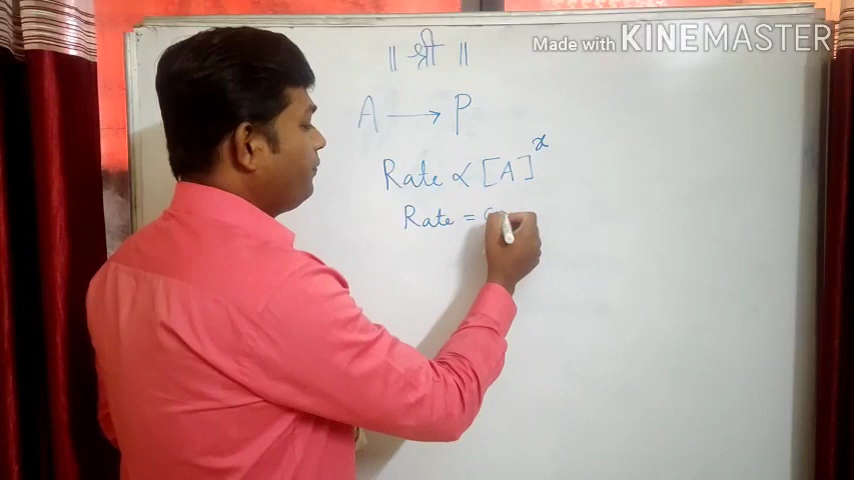 Made with KINEMASTER
॥ श्री ॥
A ⟶ P
Rate ∝ [A]^x
Rate =